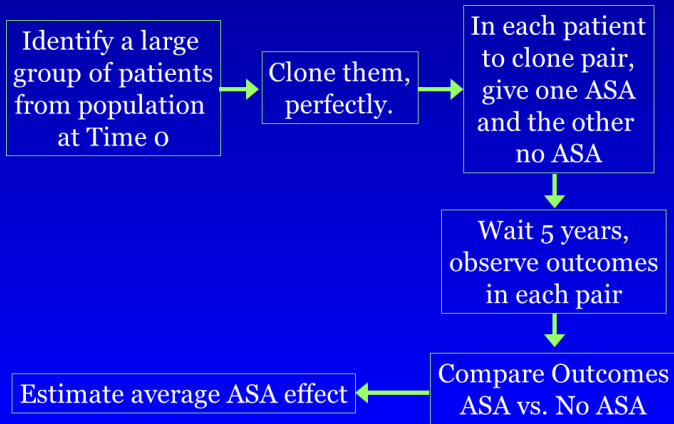 Identify a large
group of patients
from population
at Time 0
Clone them,
perfectly.
In each patient
to clone pair,
give one ASA
and the other
no ASA
Wait 5 years,
observe outcomes
in each pair
Compare Outcomes
ASA vs. No ASA
Estimate average ASA effect